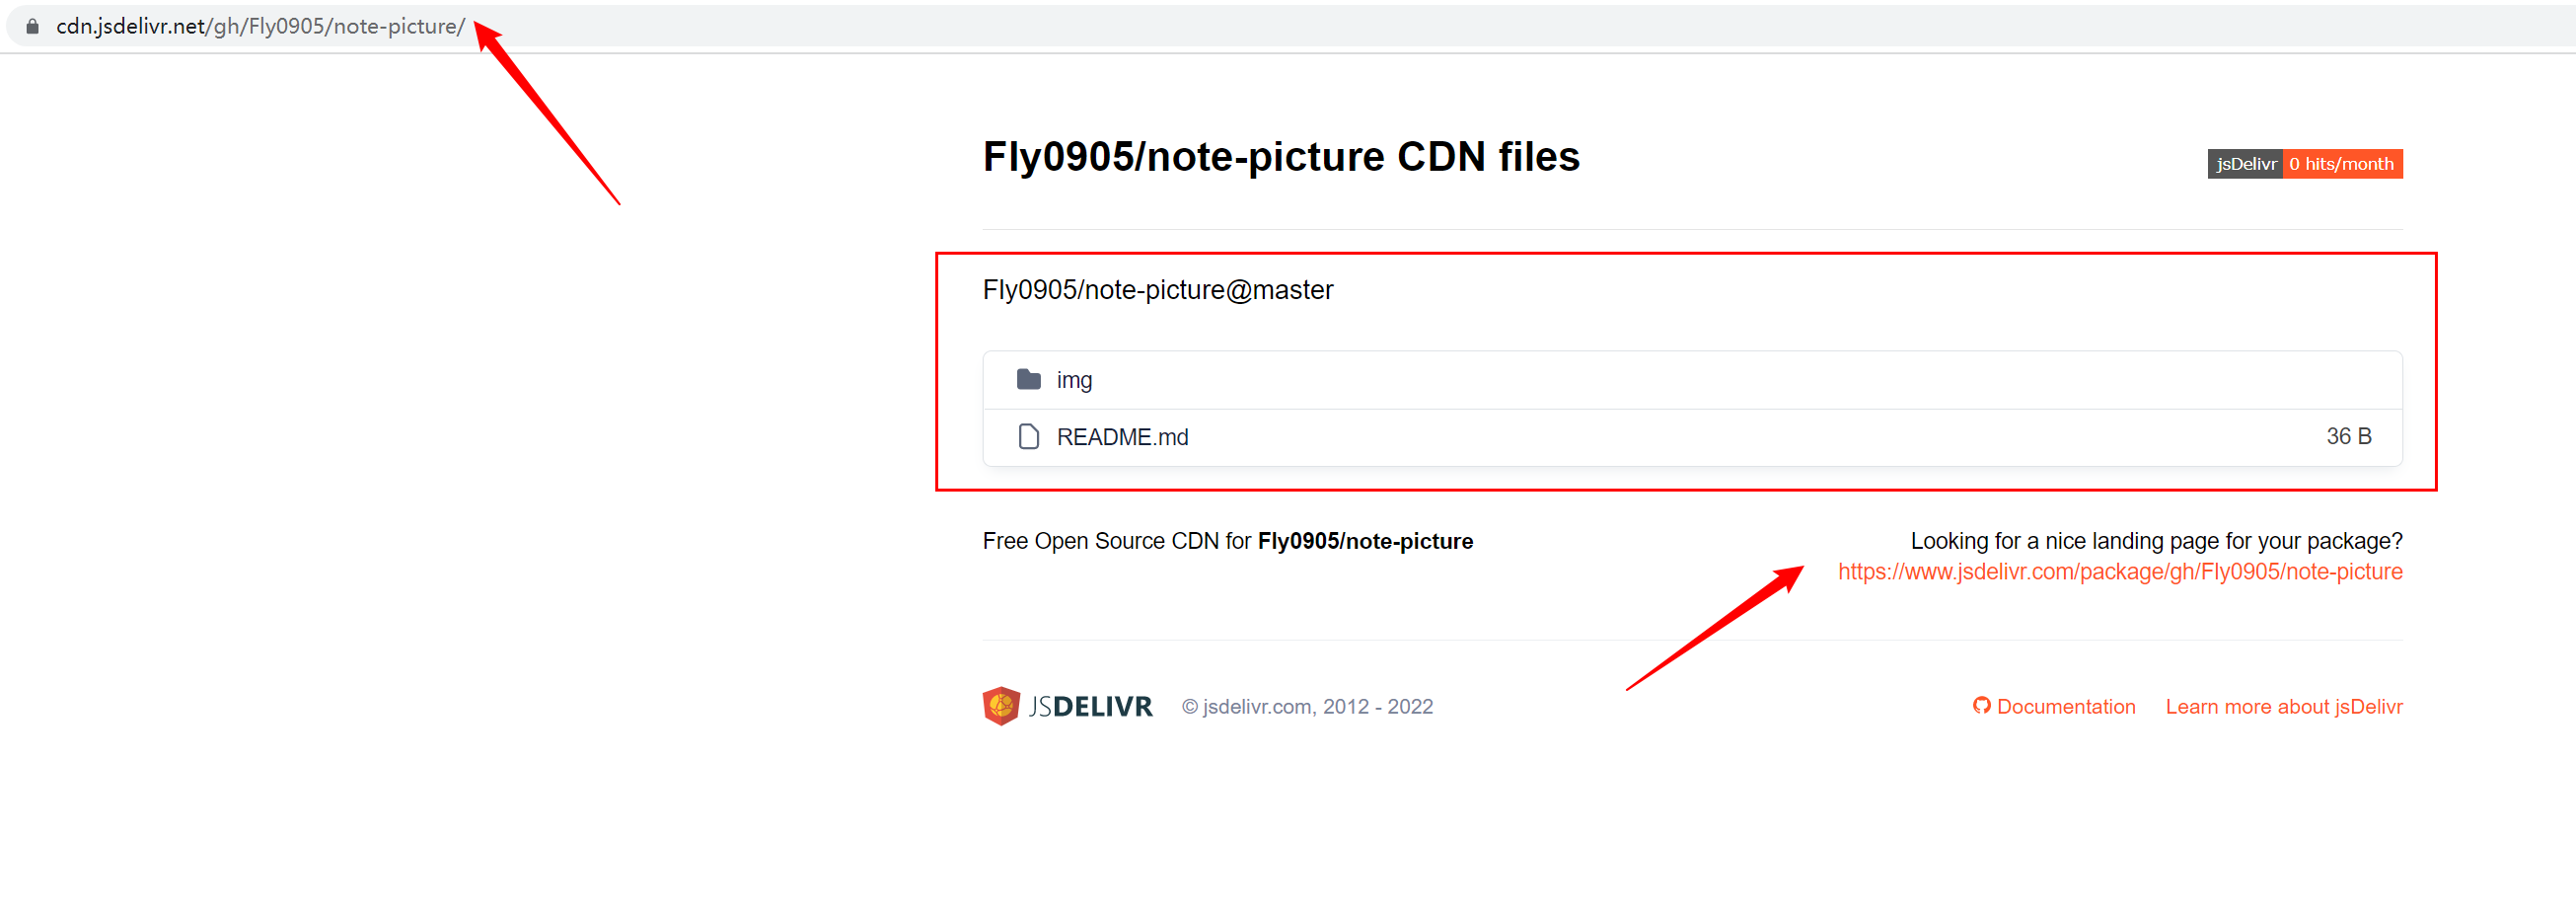 cdn.jsdelivr.net/gh/Fly0905/note-picture/
Fly0905/note-picture CDN files
jsDelivr 0 hits/month
Fly0905/note-picture@master
img
README.md 36 B
Free Open Source CDN for Fly0905/note-picture
Looking for a nice landing page for your package?
https://www.jsdelivr.com/package/gh/Fly0905/note-picture
JSDELIVR © jsdelivr.com, 2012 - 2022 Documentation Learn more about jsDelivr